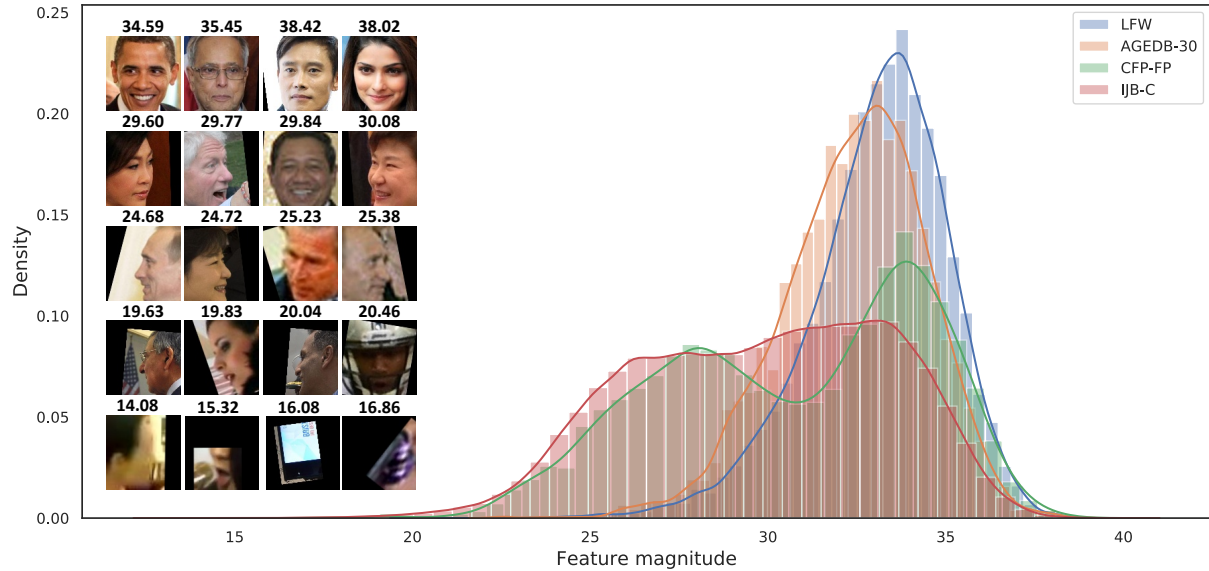 0.25
0.20
0.15
0.10
0.05
0.00
Density
34.59 35.45 38.42 38.02
29.60 29.77 29.84 30.08
24.68 24.72 25.23 25.38
19.63 19.83 20.04 20.46
14.08 15.32 16.08 16.86
LFW
AGEDB-30
CFP-FP
IJB-C
15 20 25 30 35 40
Feature magnitude